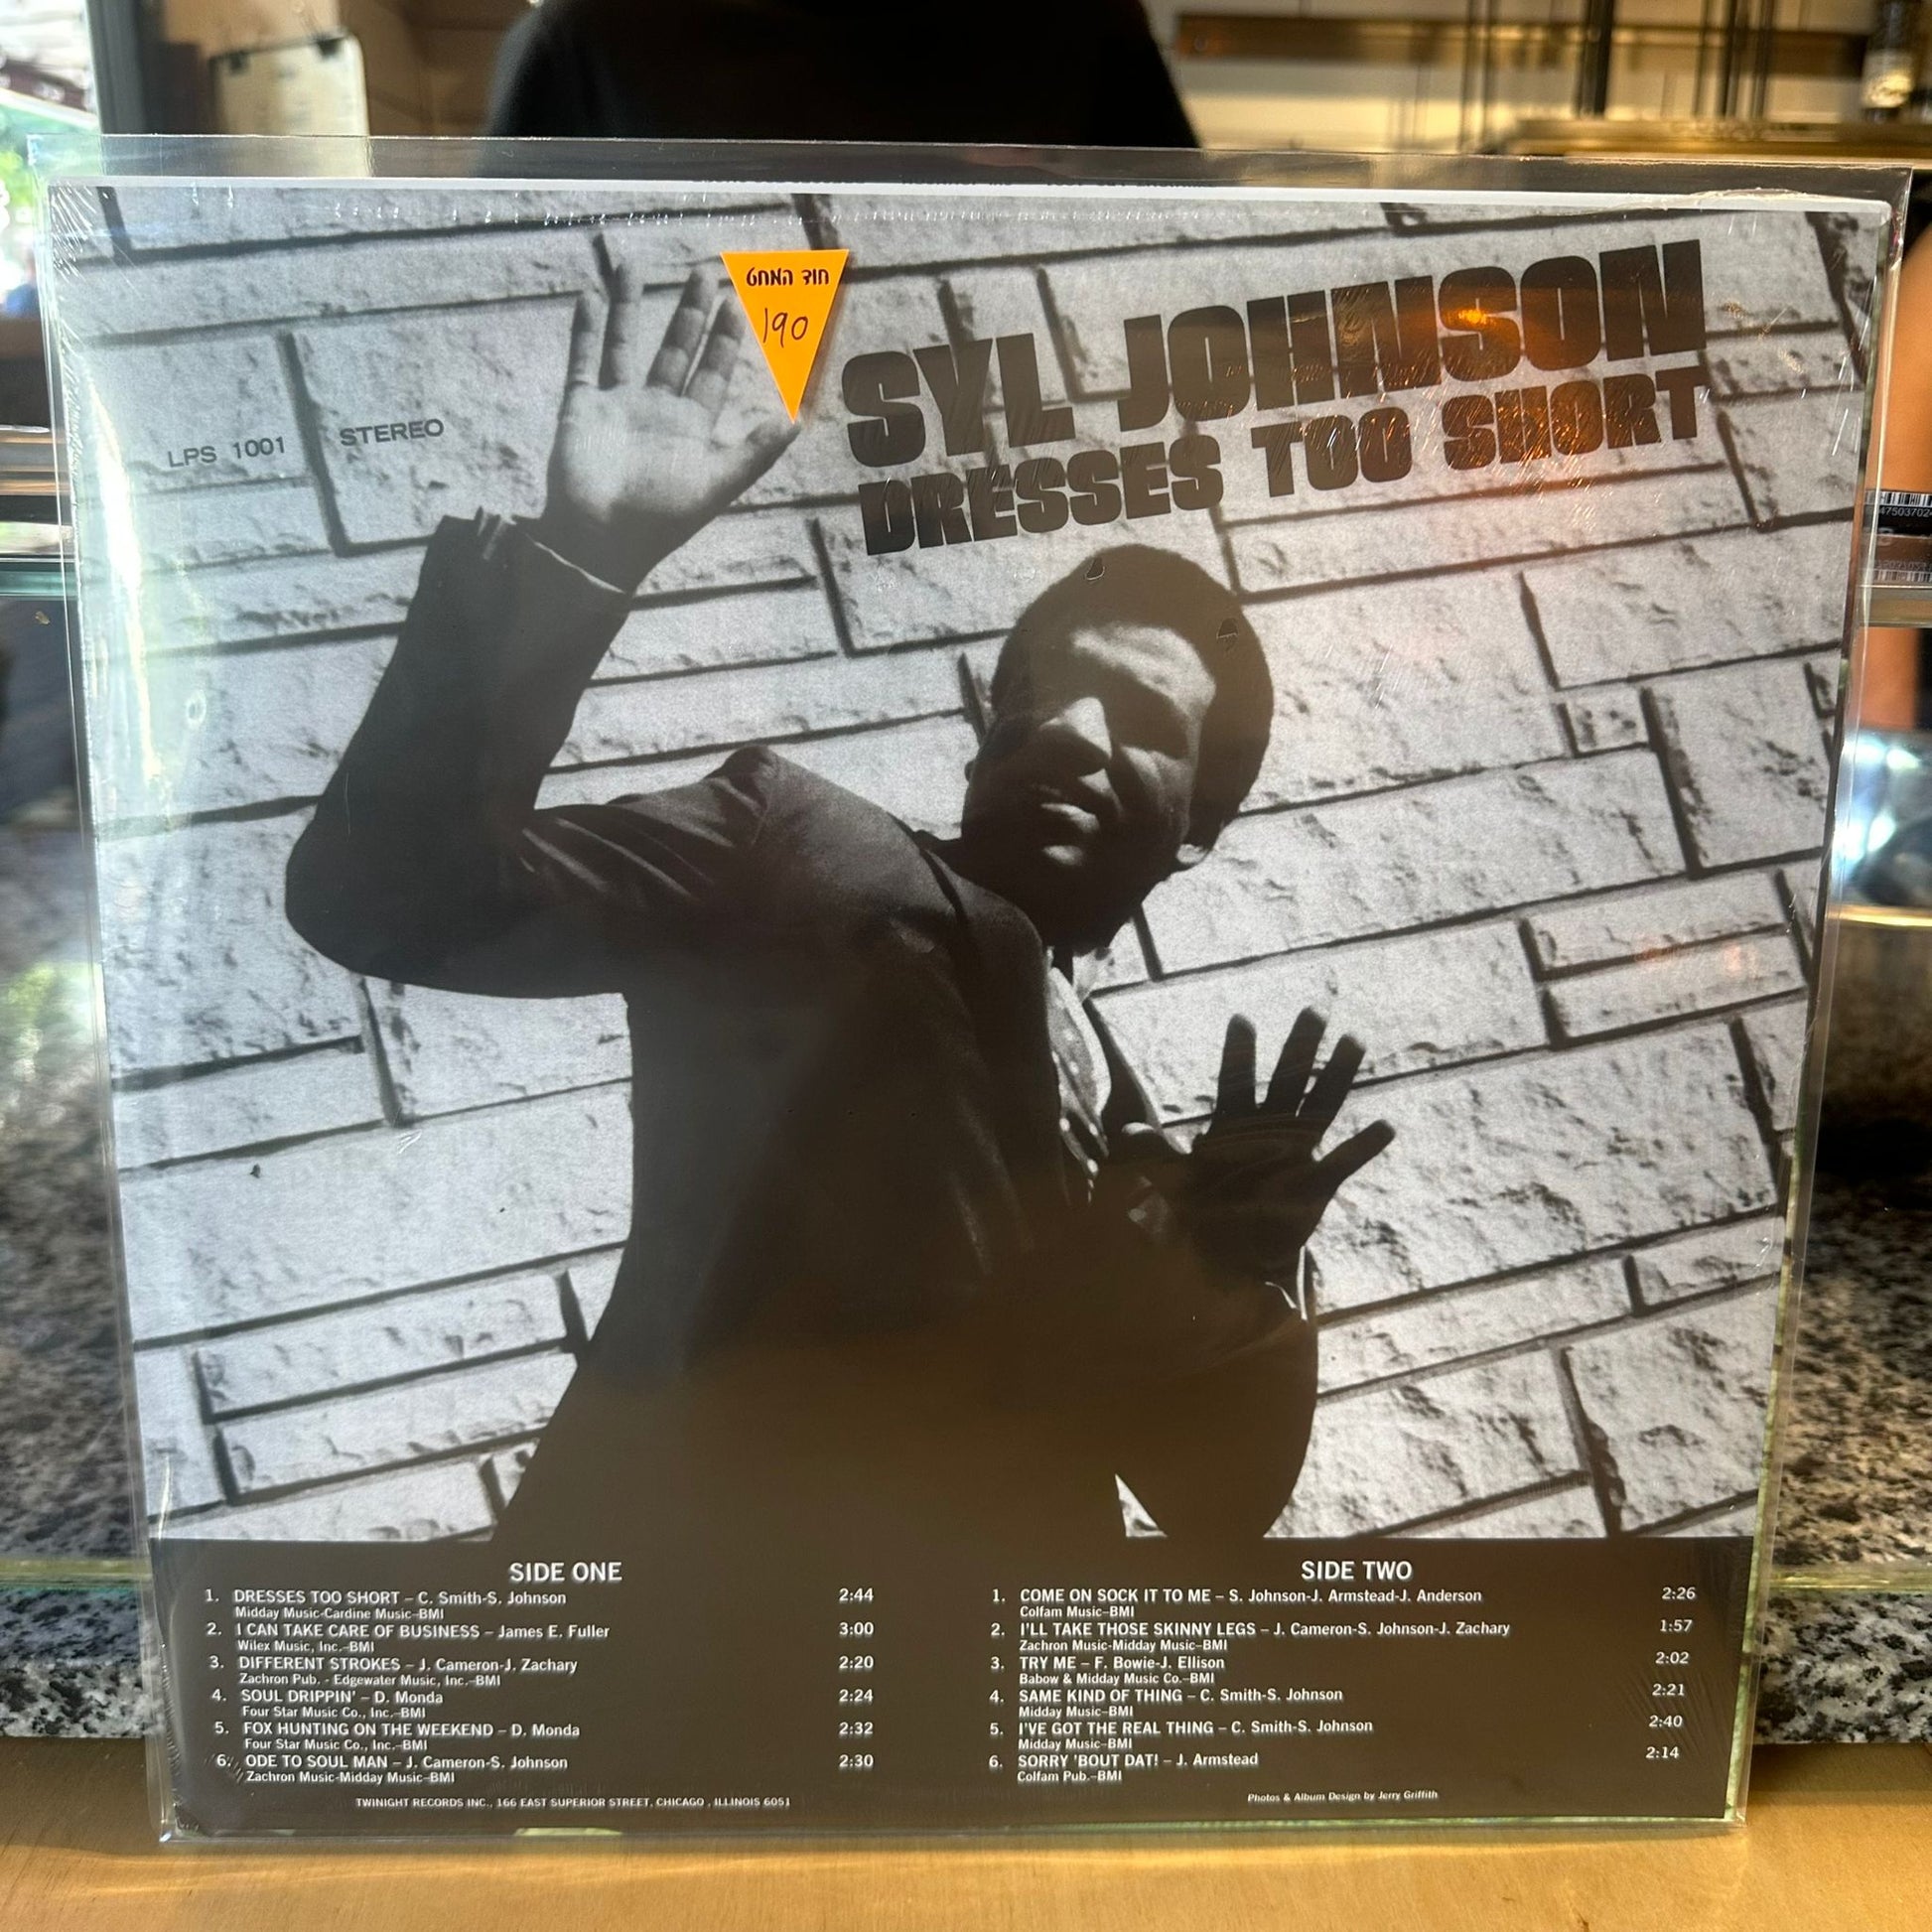 חוד המחט
190
SYL JOHNSON
DRESSES TOO SHORT
LPS 1001 STEREO
SIDE ONE
1. DRESSES TOO SHORT – C. Smith-S. Johnson 2:44
Midday Music-Cardine Music–BMI
2. I CAN TAKE CARE OF BUSINESS – James E. Fuller 3:00
Wilex Music, Inc.–BMI
3. DIFFERENT STROKES – J. Cameron-J. Zachary 2:20
Zachron Pub. - Edgewater Music, Inc.–BMI
4. SOUL DRIPPIN' – D. Monda 2:24
Four Star Music Co., Inc.–BMI
5. FOX HUNTING ON THE WEEKEND – D. Monda 2:32
Four Star Music Co., Inc.–BMI
6. ODE TO SOUL MAN – J. Cameron-S. Johnson 2:30
Zachron Music-Midday Music–BMI
SIDE TWO
1. COME ON SOCK IT TO ME – S. Johnson-J. Armstead-J. Anderson 2:26
Colfam Music–BMI
2. I'LL TAKE THOSE SKINNY LEGS – J. Cameron-S. Johnson-J. Zachary 1:57
Zachron Music-Midday Music–BMI
3. TRY ME – F. Bowie-J. Ellison 2:02
Babow & Midday Music Co.–BMI
4. SAME KIND OF THING – C. Smith-S. Johnson 2:21
Midday Music–BMI
5. I'VE GOT THE REAL THING – C. Smith-S. Johnson 2:40
Midday Music–BMI
6. SORRY 'BOUT DAT! – J. Armstead 2:14
Colfam Pub.–BMI
TWINIGHT RECORDS INC., 166 EAST SUPERIOR STREET, CHICAGO , ILLINOIS 6051
Photos & Album Design by Jerry Griffith